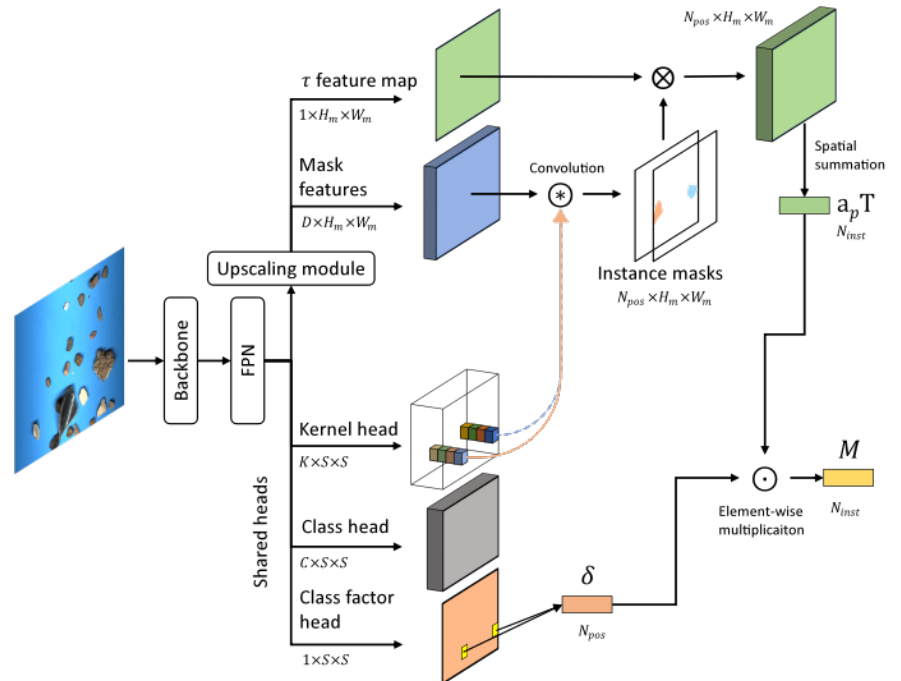 N_pos×H_m×W_m
τ feature map
1×H_m×W_m
Mask
features
D×H_m×W_m
Convolution
*
⊗
Spatial
summation
a_pT
N_inst
Upscaling module
Instance masks
N_pos×H_m×W_m
Backbone
FPN
Shared heads
Kernel head
K×S×S
Class head
C×S×S
Class factor
head
1×S×S
δ
N_pos
Element-wise
multiplicaiton
M
N_inst